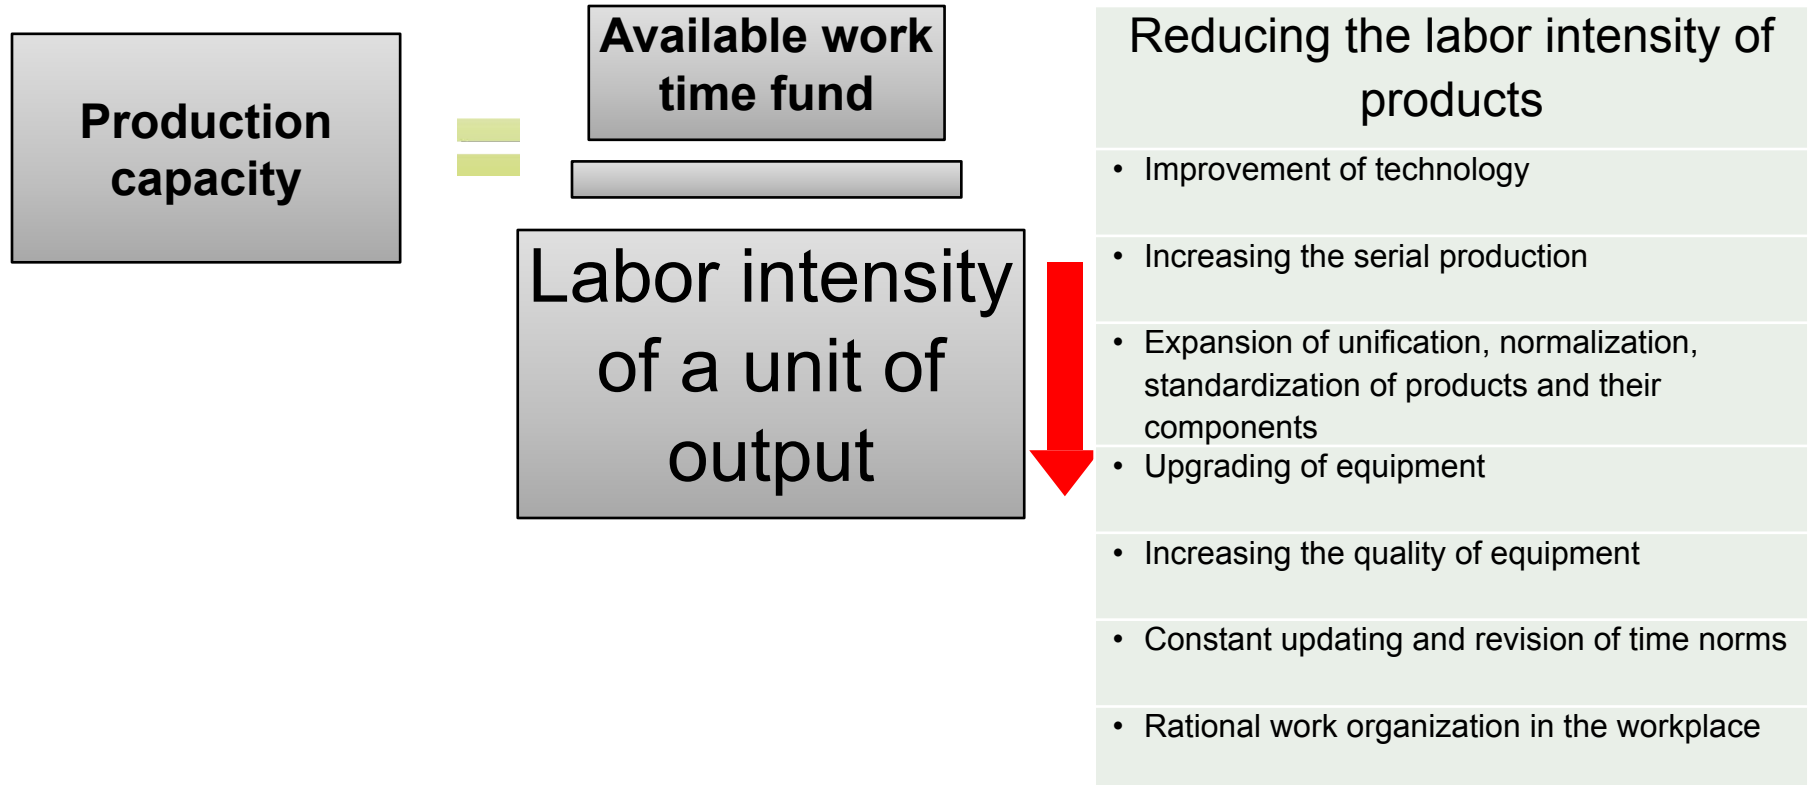 Production
capacity
Available work
time fund
Labor intensity
of a unit of
output
Reducing the labor intensity of
products
• Improvement of technology
• Increasing the serial production
• Expansion of unification, normalization,
standardization of products and their
components
• Upgrading of equipment
• Increasing the quality of equipment
• Constant updating and revision of time norms
• Rational work organization in the workplace